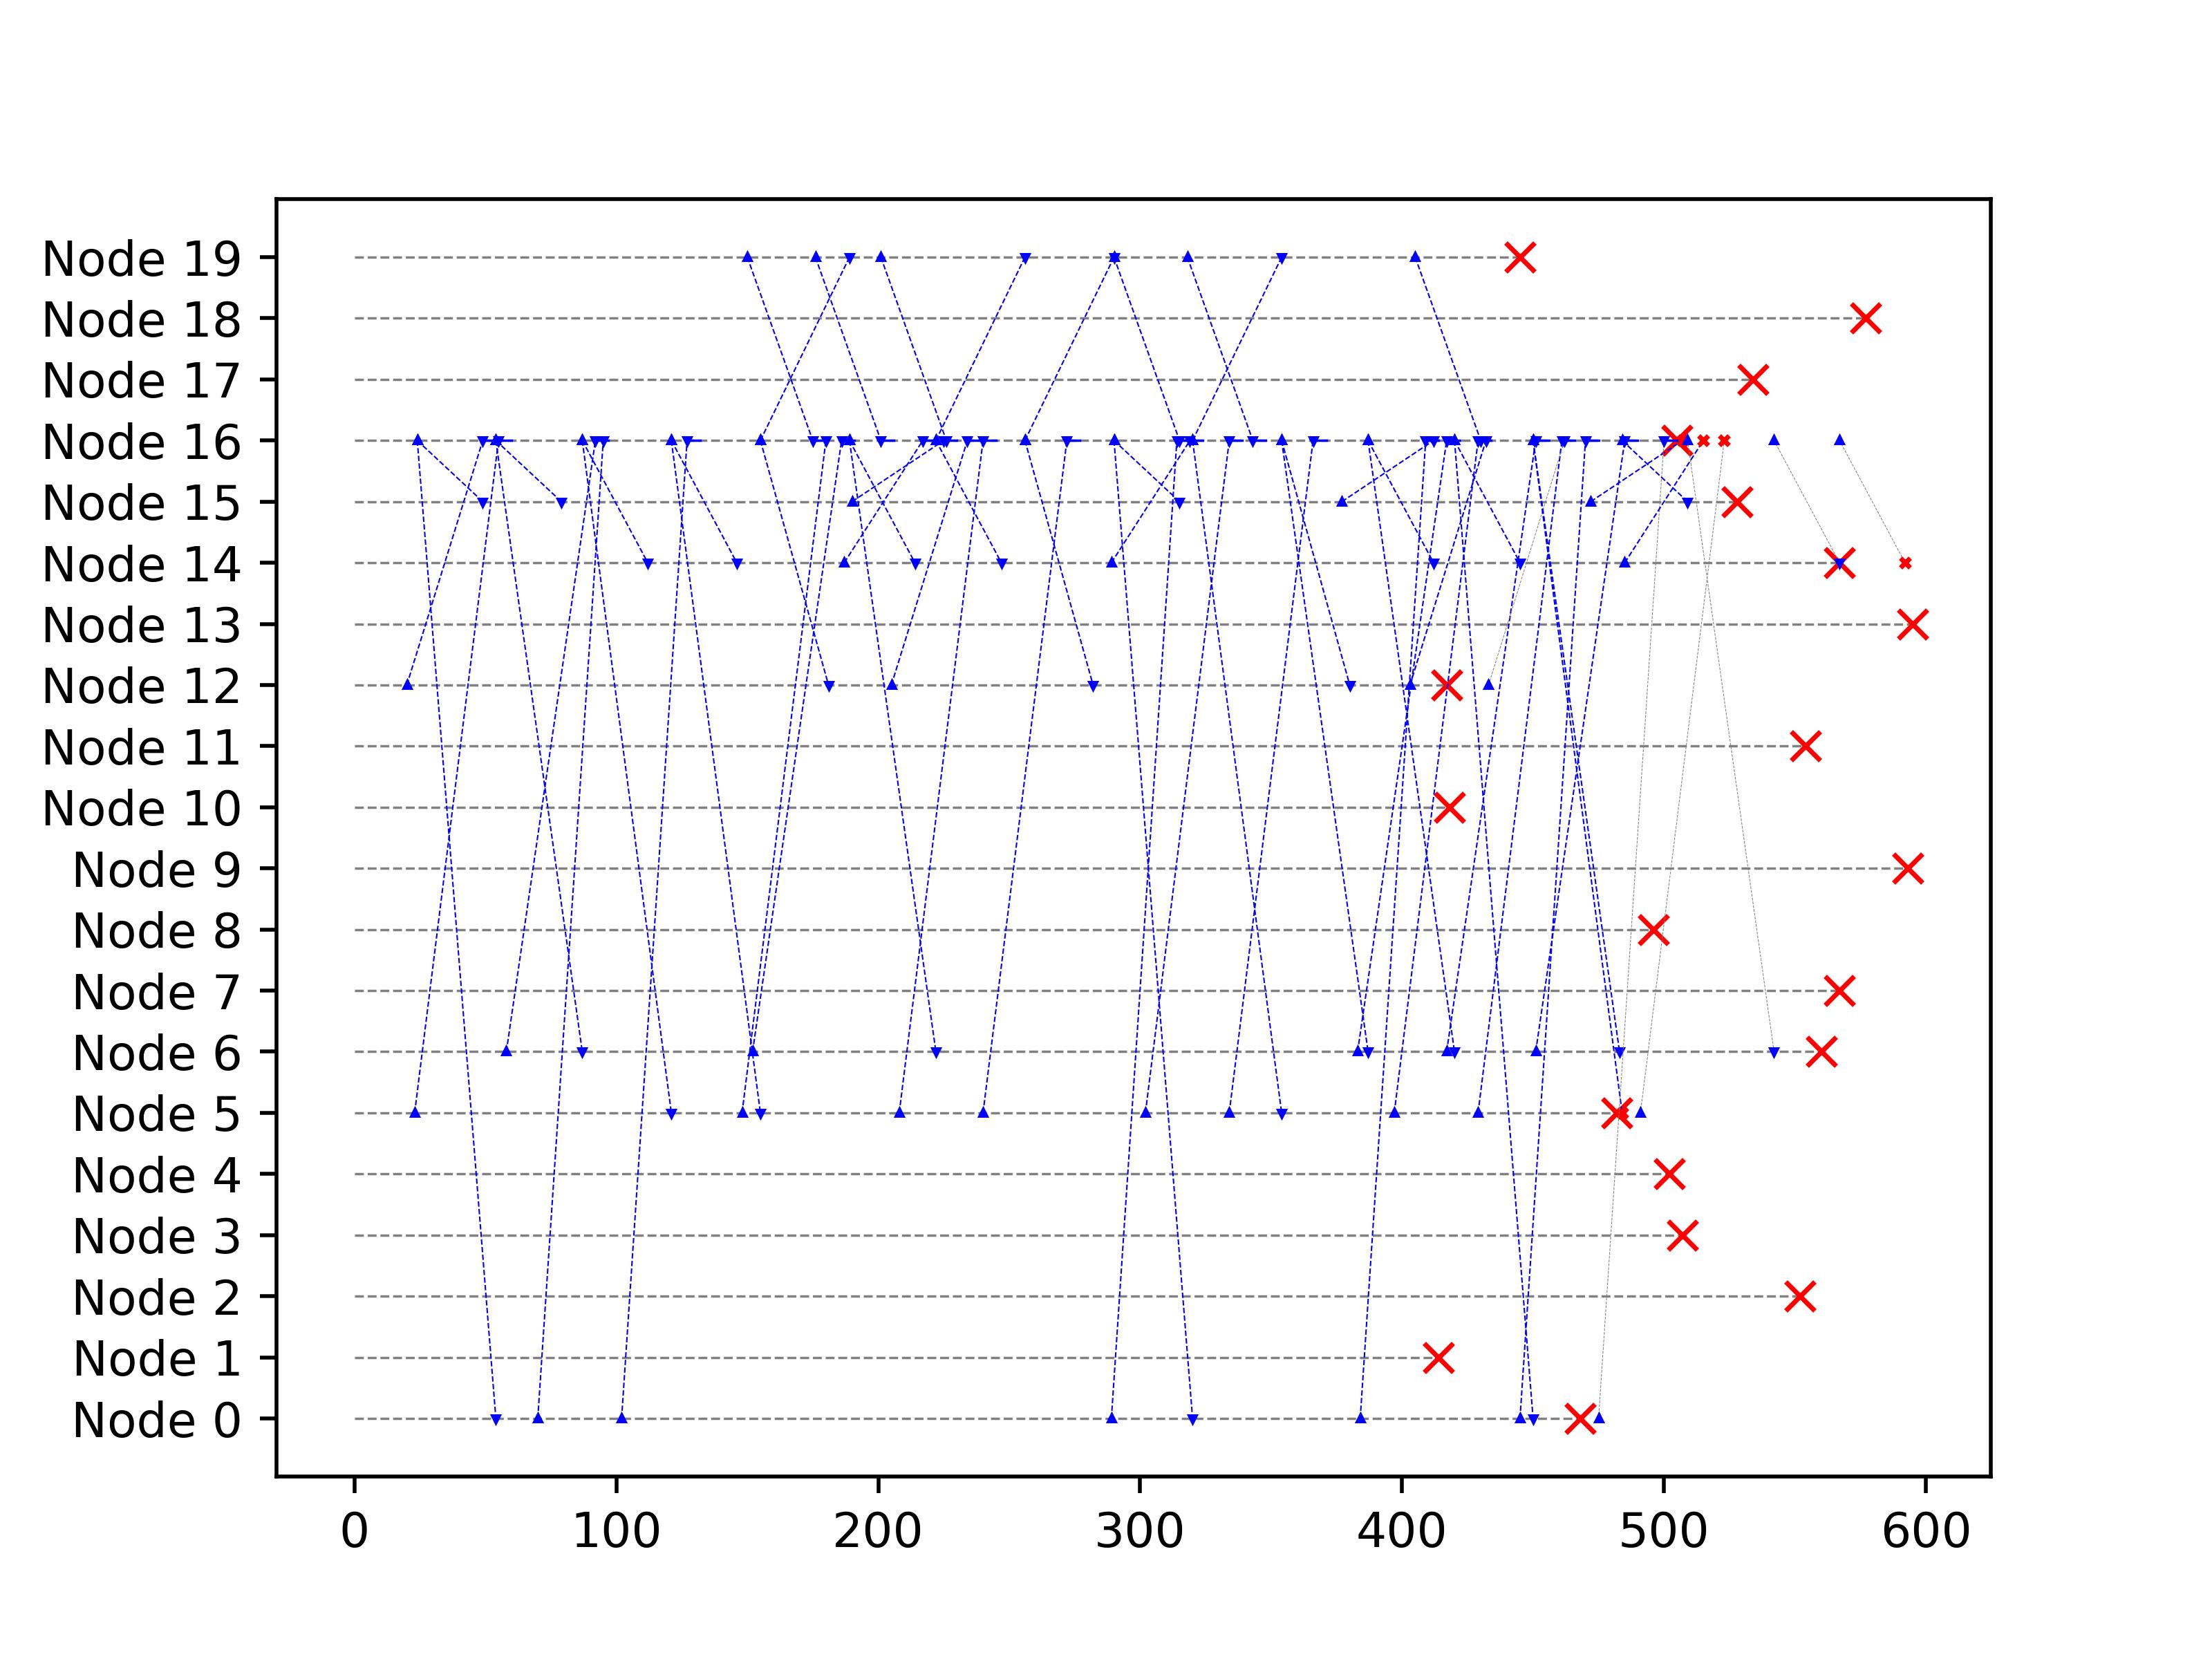 Node 19
Node 18
Node 17
Node 16
Node 15
Node 14
Node 13
Node 12
Node 11
Node 10
Node 9
Node 8
Node 7
Node 6
Node 5
Node 4
Node 3
Node 2
Node 1
Node 0
0 100 200 300 400 500 600